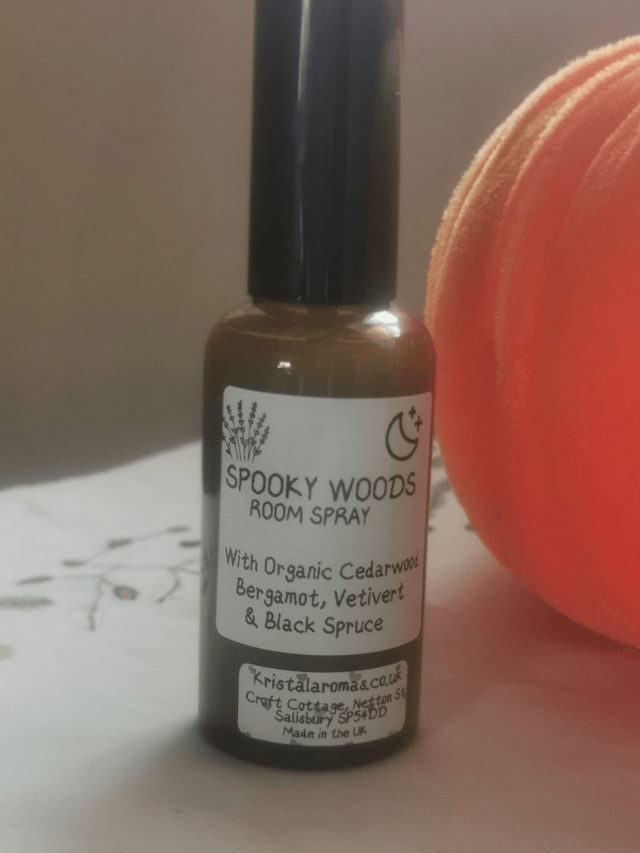 SPOOKY WOODS
ROOM SPRAY
With Organic Cedarwood
Bergamot, Vetivert
& Black Spruce
Kristalaromas.co.uk
Croft Cottage, Netton St
Salisbury SP54DD
Made in the UK